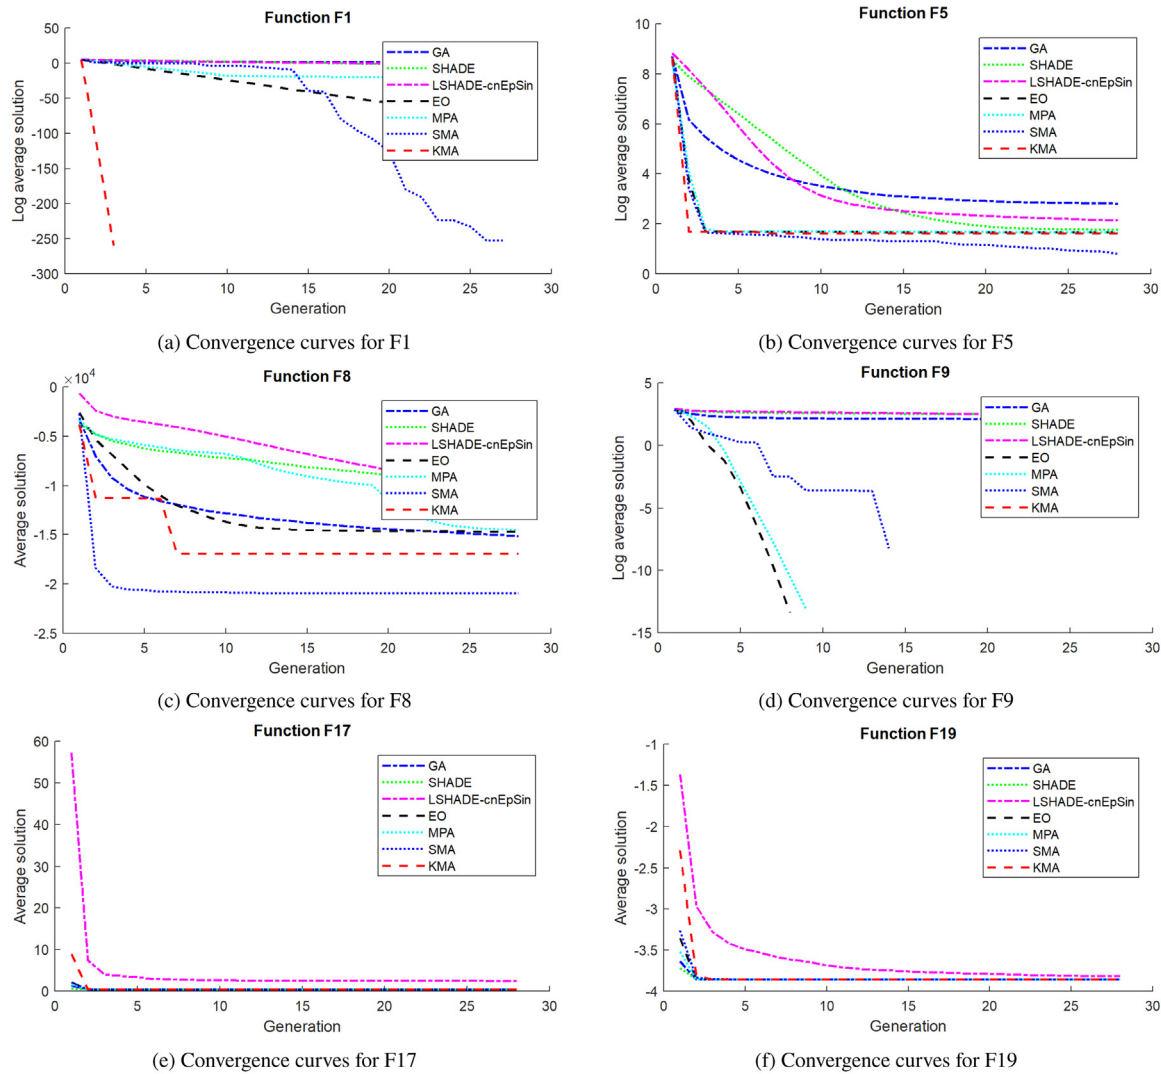 Function F1
Log average solution
50
0
-50
-100
-150
-200
-250
-300
0 5 10 15 20 25 30
Generation
GA
SHADE
LSHADE-cnEpSin
EO
MPA
SMA
KMA
(a) Convergence curves for F1
Function F5
Log average solution
10
8
6
4
2
0
0 5 10 15 20 25 30
Generation
GA
SHADE
LSHADE-cnEpSin
EO
MPA
SMA
KMA
(b) Convergence curves for F5
Function F8
×10⁴
Average solution
0
-0.5
-1
-1.5
-2
-2.5
0 5 10 15 20 25 30
Generation
GA
SHADE
LSHADE-cnEpSin
EO
MPA
SMA
KMA
(c) Convergence curves for F8
Function F9
Log average solution
5
0
-5
-10
-15
0 5 10 15 20 25 30
Generation
GA
SHADE
LSHADE-cnEpSin
EO
MPA
SMA
KMA
(d) Convergence curves for F9
Function F17
Average solution
60
50
40
30
20
10
0
0 5 10 15 20 25 30
Generation
GA
SHADE
LSHADE-cnEpSin
EO
MPA
SMA
KMA
(e) Convergence curves for F17
Function F19
Average solution
-1
-1.5
-2
-2.5
-3
-3.5
-4
0 5 10 15 20 25 30
Generation
GA
SHADE
LSHADE-cnEpSin
EO
MPA
SMA
KMA
(f) Convergence curves for F19